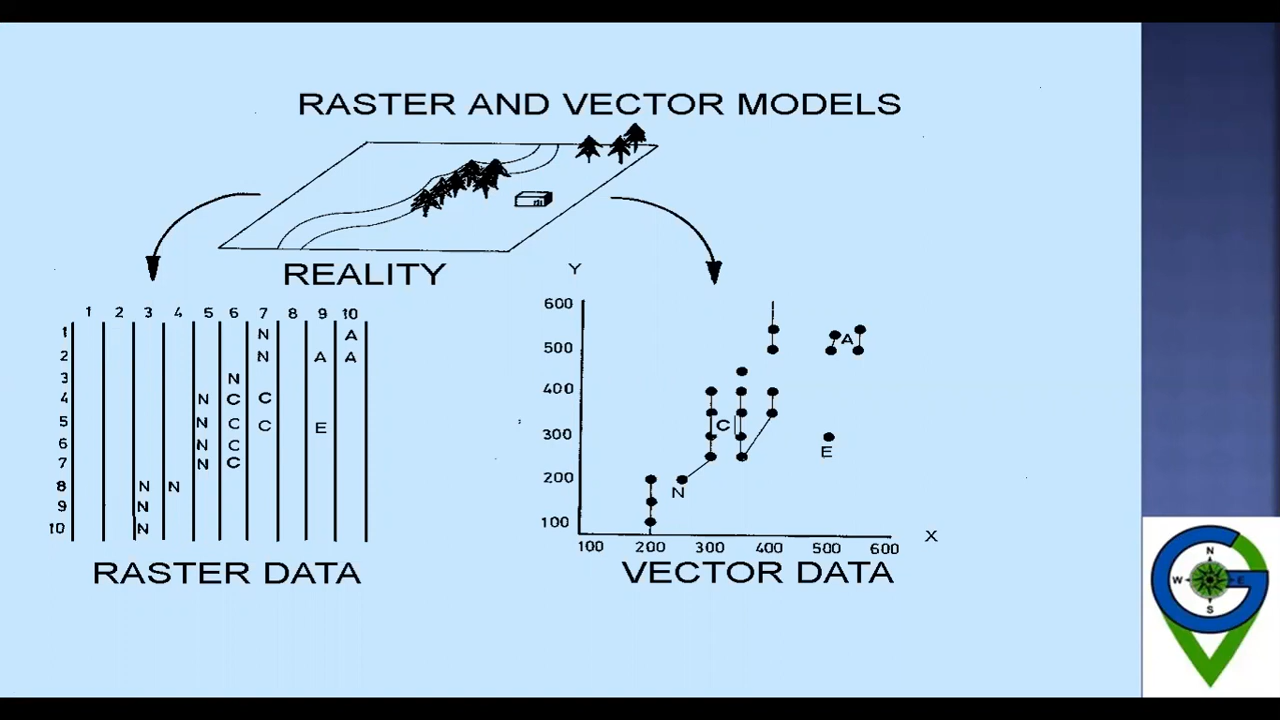 RASTER AND VECTOR MODELS
REALITY
1 2 3 4 5 6 7 8 9 10
1 N A
2 N A A
3 N
4 N C C
5 N C C E
6 N C
7 N C
8 N N
9 N
10 N
RASTER DATA
Y
600
500 A
400
300 C E
200 N
100
100 200 300 400 500 600 X
VECTOR DATA
N
W E
S